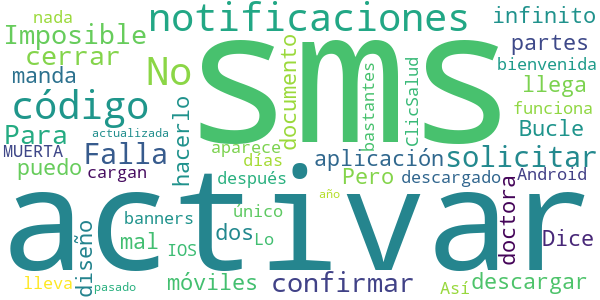 nada
notificaciones
infinito
Imposible
sms
partes
cerrar
bienvenida
manda
No
documento
bastantes
ClicSalud
llega
código
funciona
Para
actualizada
hacerlo
Bucle
MUERTA
Falla
aparece
aplicación
solicitar
puedo
cargan
días
después
Pero
descargado
Android
activar
año
doctora
diseño
banners
único
dos
Lo
Dice
mal
IOS
móviles
confirmar
Así
descargar
lleva
pasado